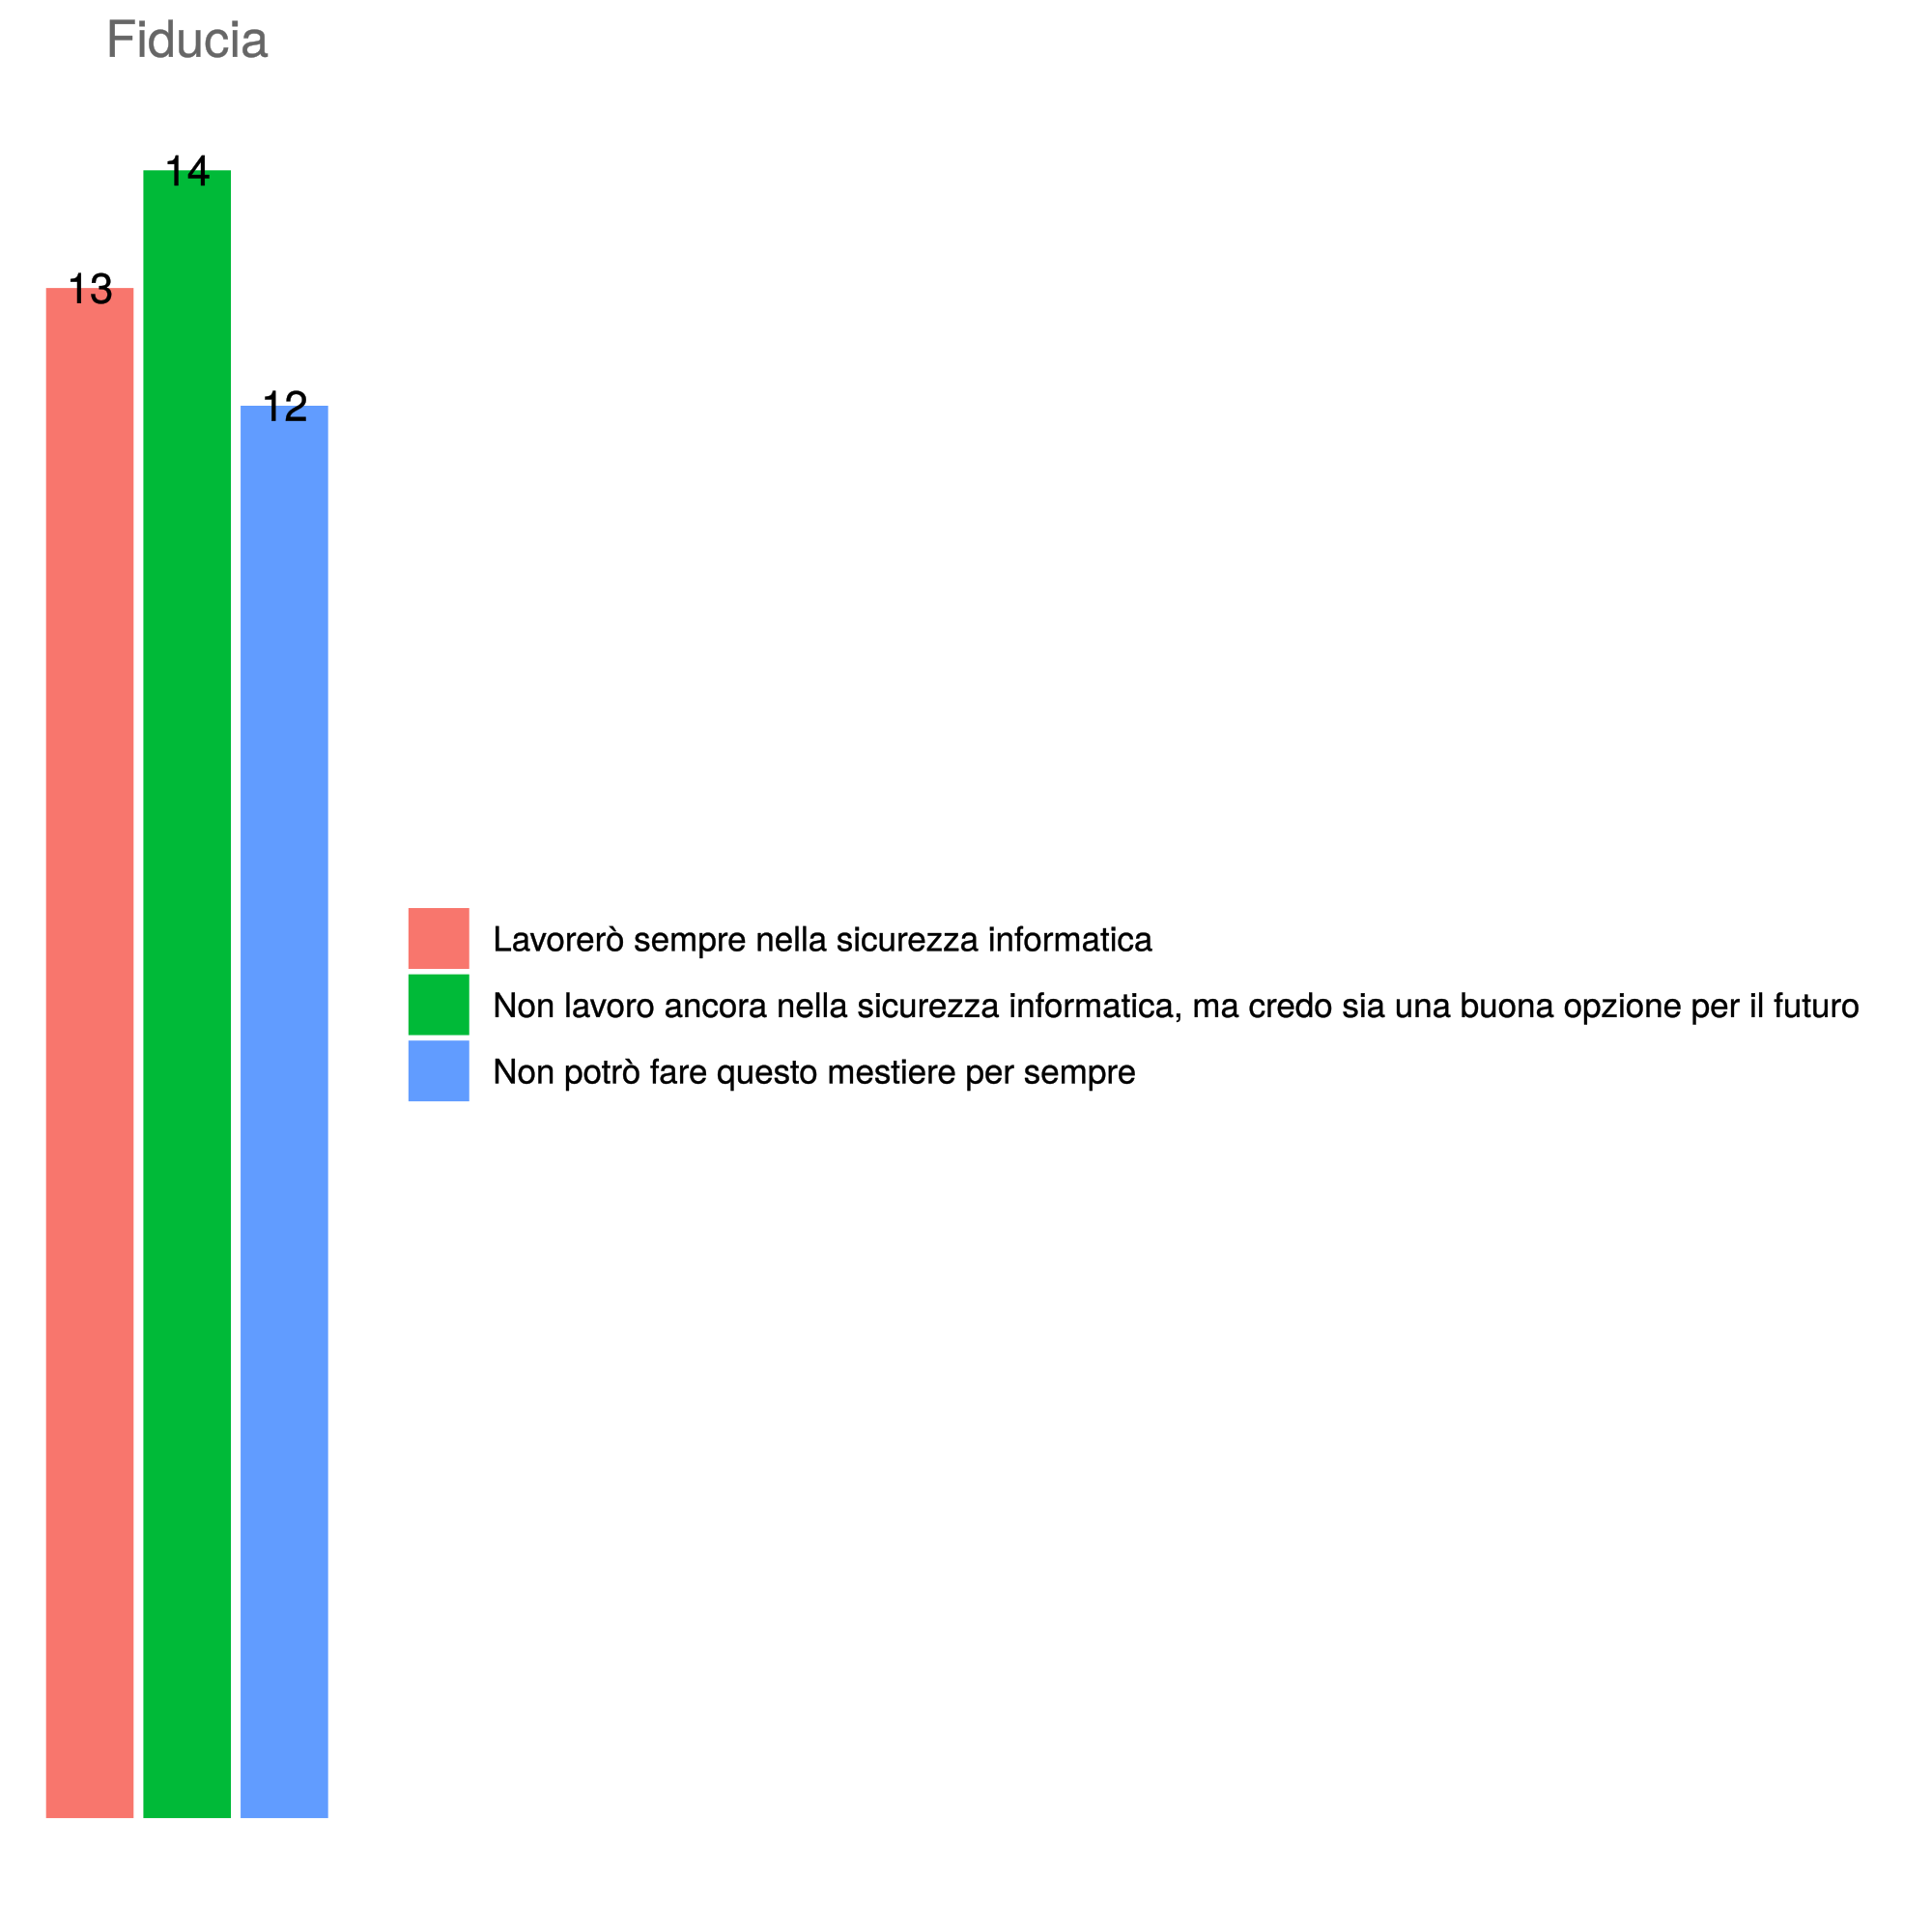 Fiducia
14
13
12
Lavorerò sempre nella sicurezza informatica
Non lavoro ancora nella sicurezza informatica, ma credo sia una buona opzione per il futuro
Non potrò fare questo mestiere per sempre